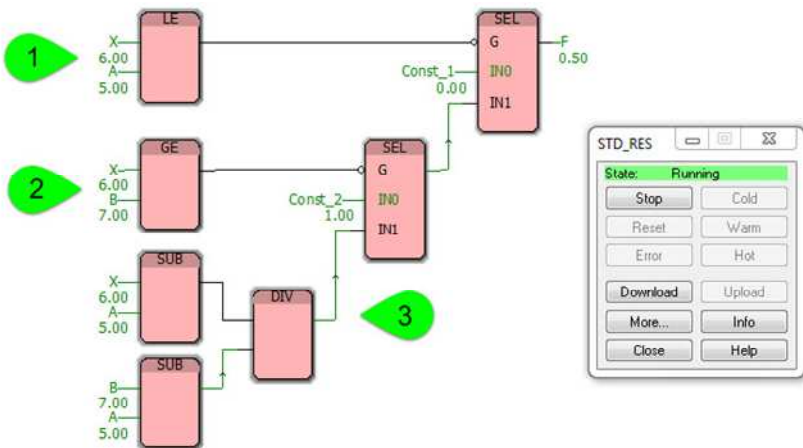 LE
X
6.00
A
5.00
1
SEL
G
F
0.50
Const_1
0.00
IN0
IN1
GE
X
6.00
B
7.00
2
SEL
G
Const_2
1.00
IN0
IN1
SUB
X
6.00
A
5.00
DIV
3
SUB
B
7.00
A
5.00
STD_RES
State: Running
Stop Cold
Reset Warm
Error Hot
Download Upload
More... Info
Close Help